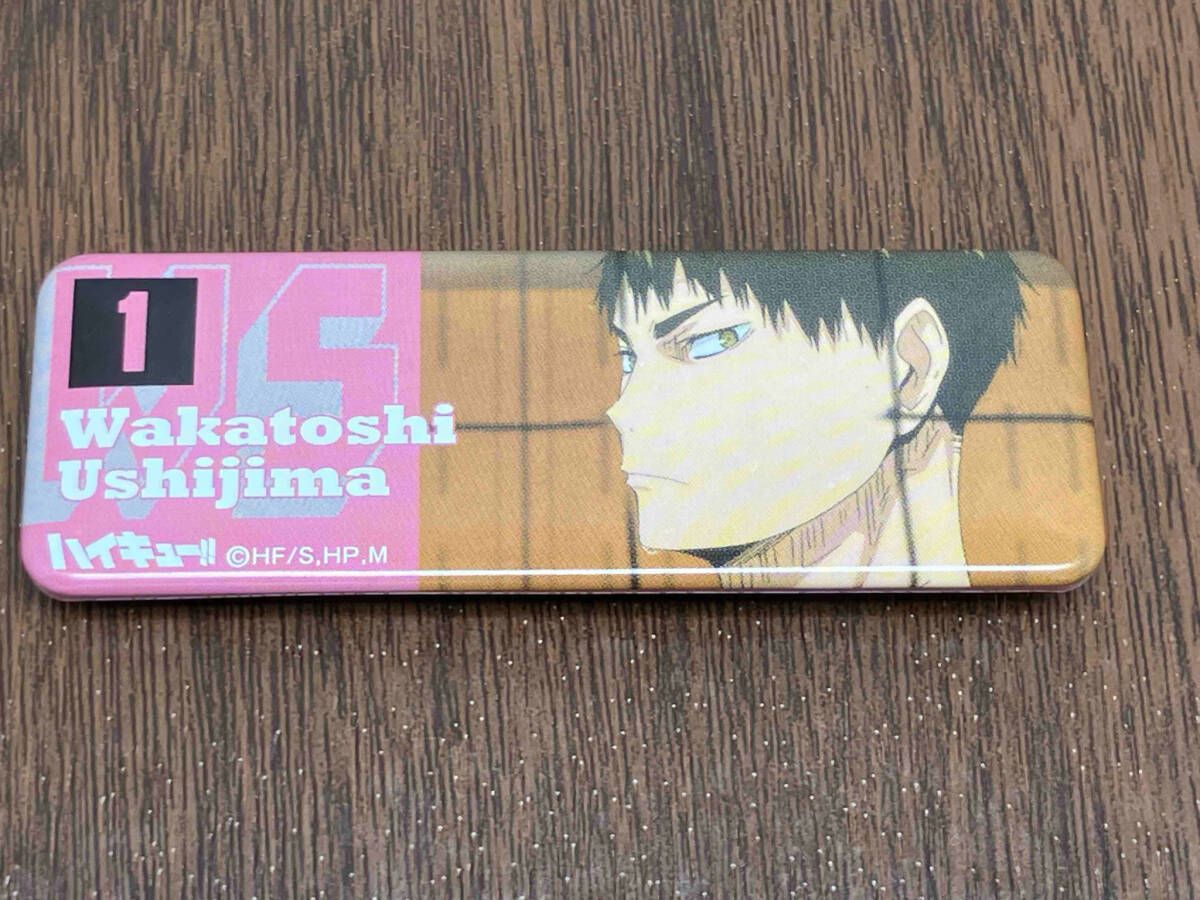 WS
1
Wakatoshi
Ushijima
ハイキュー!! ©HF/S,HP,M